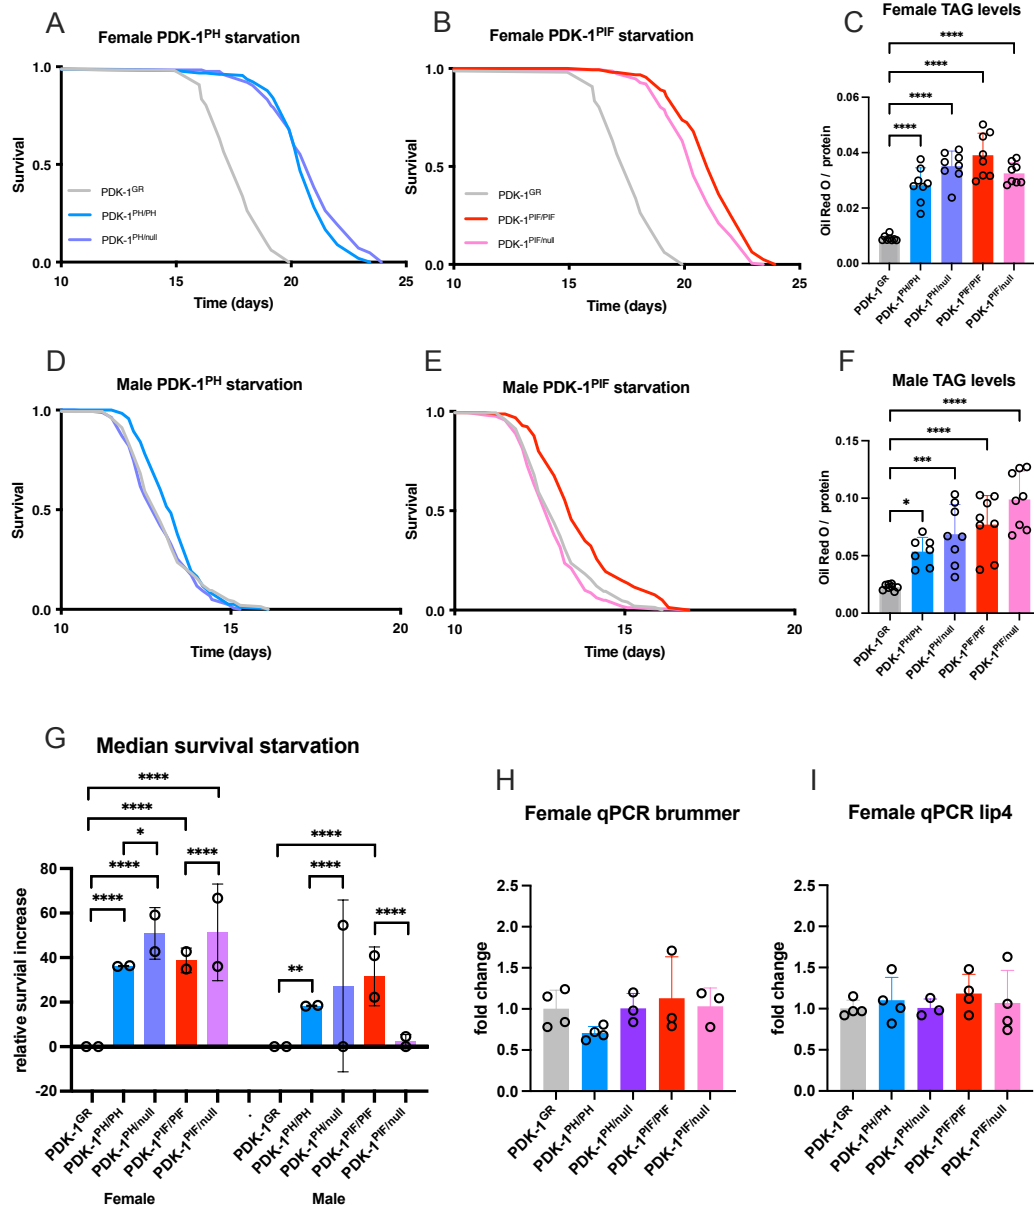 A
Female PDK-1PH starvation
Survival
1.0
0.5
0.0
PDK-1GR
PDK-1PH/PH
PDK-1PH/null
10 15 20 25
Time (days)
B
Female PDK-1PIF starvation
Survival
1.0
0.5
0.0
PDK-1GR
PDK-1PIF/PIF
PDK-1PIF/null
10 15 20 25
Time (days)
C
Female TAG levels
****
****
****
****
Oil Red O / protein
0.06
0.04
0.02
0.00
PDK-1GR
PDK-1PH/PH
PDK-1PH/null
PDK-1PIF/PIF
PDK-1PIF/null
D
Male PDK-1PH starvation
Survival
1.0
0.5
0.0
10 15 20
Time (days)
E
Male PDK-1PIF starvation
Survival
1.0
0.5
0.0
10 15 20
Time (days)
F
Male TAG levels
****
****
***
*
Oil Red O / protein
0.15
0.10
0.05
0.00
PDK-1GR
PDK-1PH/PH
PDK-1PH/null
PDK-1PIF/PIF
PDK-1PIF/null
G
Median survival starvation
****
****
*
****
****
****
****
****
****
**
relative survial increase
80
60
40
20
0
-20
PDK-1GR
PDK-1PH/PH
PDK-1PH/null
PDK-1PIF/PIF
PDK-1PIF/null
.
PDK-1GR
PDK-1PH/PH
PDK-1PH/null
PDK-1PIF/PIF
PDK-1PIF/null
Female Male
H
Female qPCR brummer
fold change
2.5
2.0
1.5
1.0
0.5
0.0
PDK-1GR
PDK-1PH/PH
PDK-1PH/null
PDK-1PIF/PIF
PDK-1PIF/null
I
Female qPCR lip4
fold change
2.5
2.0
1.5
1.0
0.5
0.0
PDK-1GR
PDK-1PH/PH
PDK-1PH/null
PDK-1PIF/PIF
PDK-1PIF/null